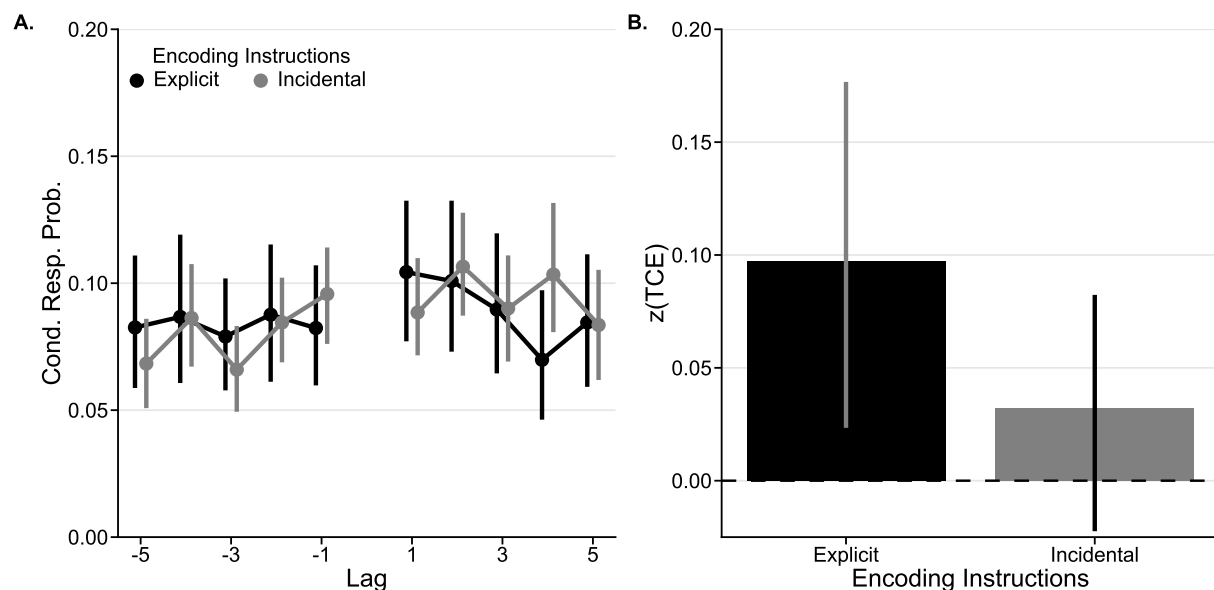 A.
Encoding Instructions
Explicit Incidental
Cond. Resp. Prob.
0.20
0.15
0.10
0.05
0.00
-5 -3 -1 1 3 5
Lag
B.
z(TCE)
0.20
0.15
0.10
0.05
0.00
Explicit Incidental
Encoding Instructions